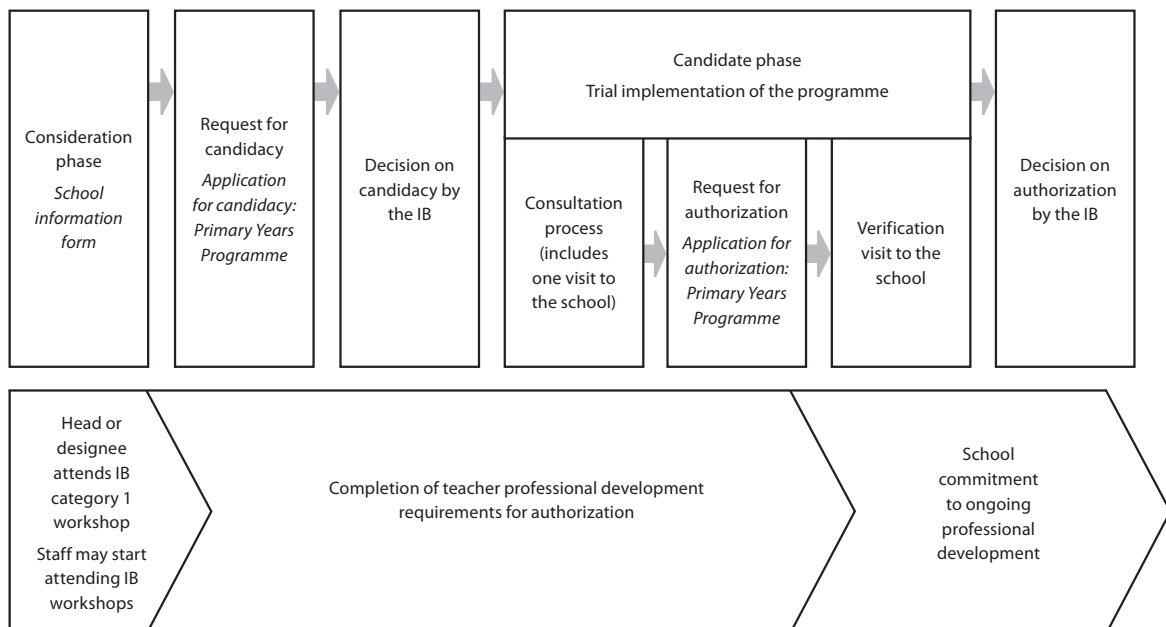 Consideration
phase
School
information
form
Request for
candidacy
Application
for candidacy:
Primary Years
Programme
Decision on
candidacy by
the IB
Candidate phase
Trial implementation of the programme
Consultation
process
(includes
one visit to
the school)
Request for
authorization
Application for
authorization:
Primary Years
Programme
Verification
visit to the
school
Decision on
authorization
by the IB
Head or
designee
attends IB
category 1
workshop
Staff may start
attending IB
workshops
Completion of teacher professional development
requirements for authorization
School
commitment
to ongoing
professional
development